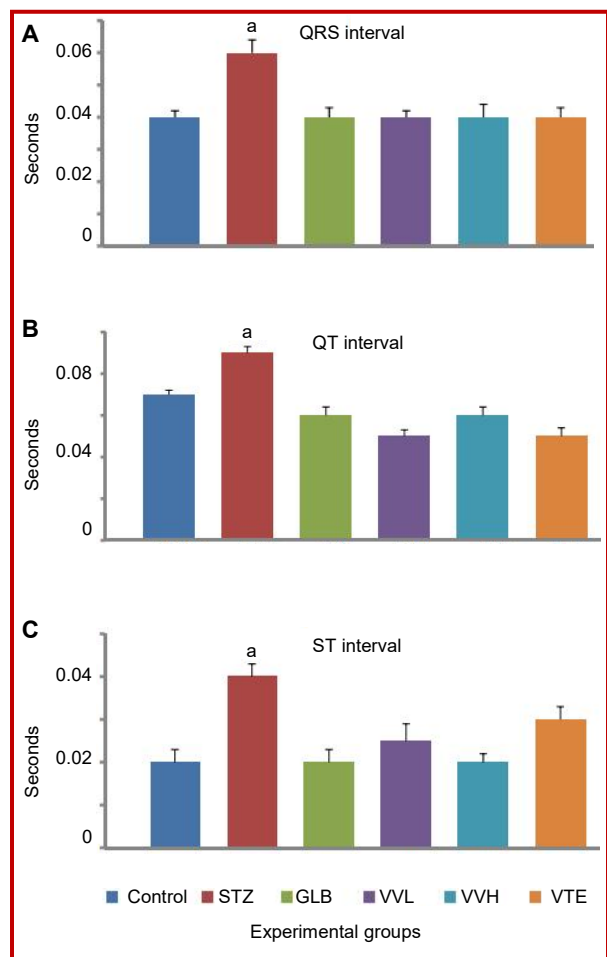 A
QRS interval
a
0.06
0.04
0.02
0
Seconds
B
QT interval
a
0.08
0.04
0
Seconds
C
ST interval
a
0.04
0.02
0
Seconds
Control STZ GLB VVL VVH VTE
Experimental groups